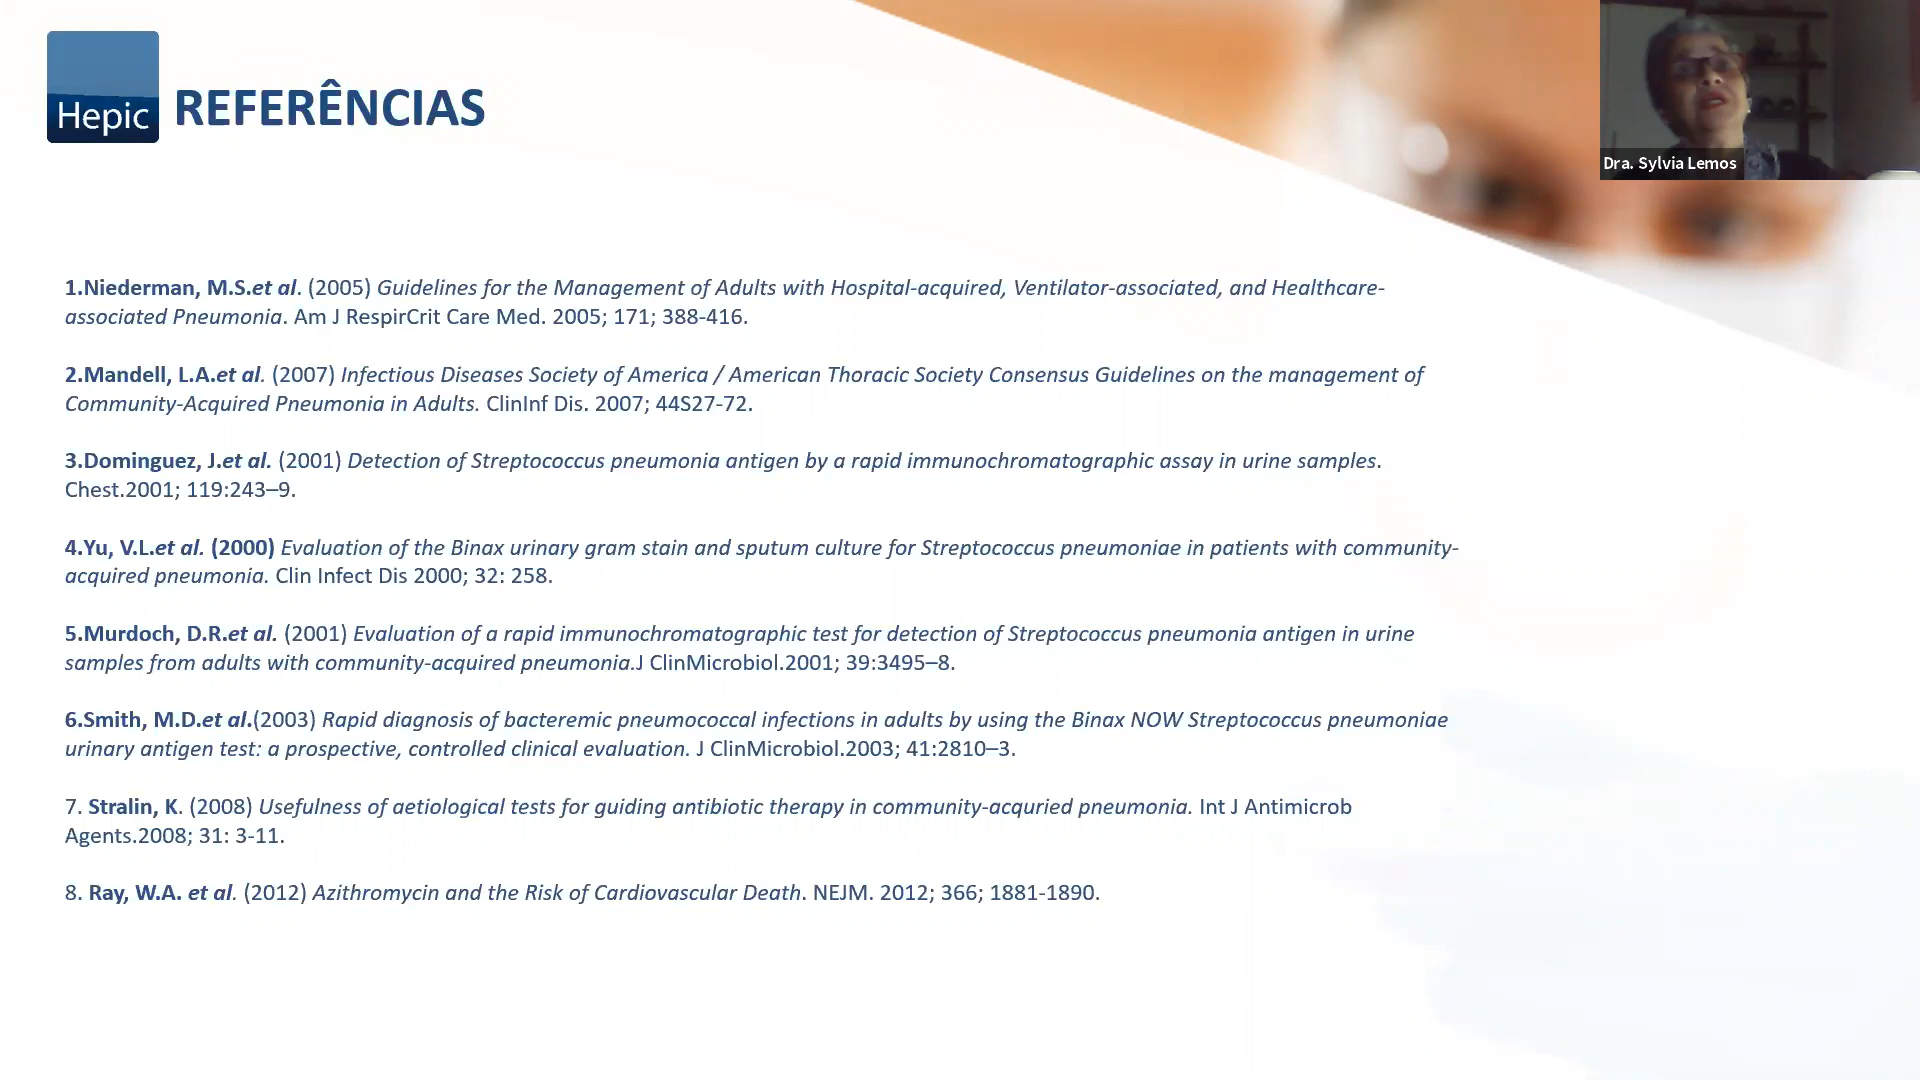 Hepic
REFERÊNCIAS
Dra. Sylvia Lemos
1.Niederman, M.S.et al. (2005) Guidelines for the Management of Adults with Hospital-acquired, Ventilator-associated, and Healthcare-
associated Pneumonia. Am J RespirCrit Care Med. 2005; 171; 388-416.
2.Mandell, L.A.et al. (2007) Infectious Diseases Society of America / American Thoracic Society Consensus Guidelines on the management of
Community-Acquired Pneumonia in Adults. ClinInf Dis. 2007; 44S27-72.
3.Dominguez, J.et al. (2001) Detection of Streptococcus pneumonia antigen by a rapid immunochromatographic assay in urine samples.
Chest.2001; 119:243–9.
4.Yu, V.L.et al. (2000) Evaluation of the Binax urinary gram stain and sputum culture for Streptococcus pneumoniae in patients with community-
acquired pneumonia. Clin Infect Dis 2000; 32: 258.
5.Murdoch, D.R.et al. (2001) Evaluation of a rapid immunochromatographic test for detection of Streptococcus pneumonia antigen in urine
samples from adults with community-acquired pneumonia.J ClinMicrobiol.2001; 39:3495–8.
6.Smith, M.D.et al.(2003) Rapid diagnosis of bacteremic pneumococcal infections in adults by using the Binax NOW Streptococcus pneumoniae
urinary antigen test: a prospective, controlled clinical evaluation. J ClinMicrobiol.2003; 41:2810–3.
7. Stralin, K. (2008) Usefulness of aetiological tests for guiding antibiotic therapy in community-acquried pneumonia. Int J Antimicrob
Agents.2008; 31: 3-11.
8. Ray, W.A. et al. (2012) Azithromycin and the Risk of Cardiovascular Death. NEJM. 2012; 366; 1881-1890.